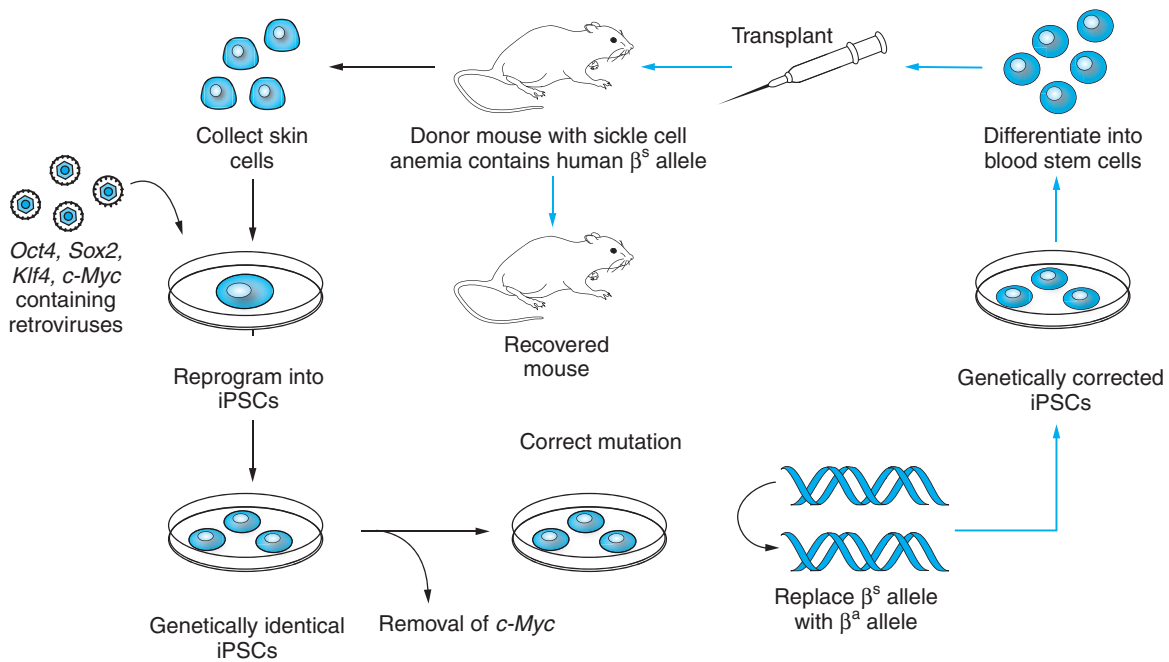 Transplant
Collect skin
cells
Donor mouse with sickle cell
anemia contains human βˢ allele
Differentiate into
blood stem cells
Oct4, Sox2,
Klf4, c-Myc
containing
retroviruses
Recovered
mouse
Reprogram into
iPSCs
Genetically corrected
iPSCs
Correct mutation
Genetically identical
iPSCs
Removal of c-Myc
Replace βˢ allele
with βᵃ allele